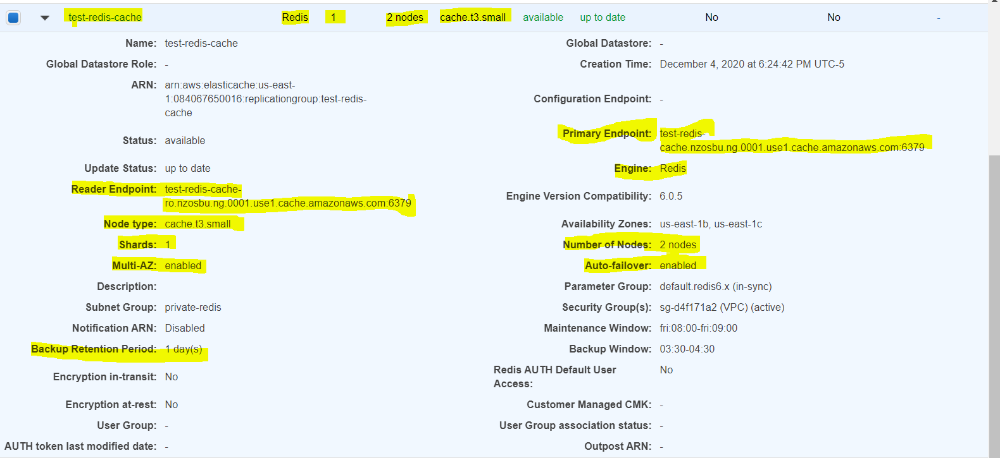 test-redis-cache Redis 1 2 nodes cache.t3.small available up to date No No -
Name: test-redis-cache
Global Datastore: -
Global Datastore Role: -
Creation Time: December 4, 2020 at 6:24:42 PM UTC-5
ARN: arn:aws:elasticache:us-east-
1:084067650016:replicationgroup:test-redis-
cache
Configuration Endpoint: -
Status: available
Primary Endpoint: test-redis-
cache.nzosbu.ng.0001.use1.cache.amazonaws.com:6379
Update Status: up to date
Engine: Redis
Reader Endpoint: test-redis-cache-
ro.nzosbu.ng.0001.use1.cache.amazonaws.com:6379
Engine Version Compatibility: 6.0.5
Node type: cache.t3.small
Availability Zones: us-east-1b, us-east-1c
Shards: 1
Number of Nodes: 2 nodes
Multi-AZ: enabled
Auto-failover: enabled
Description:
Parameter Group: default.redis6.x (in-sync)
Subnet Group: private-redis
Security Group(s): sg-d4f171a2 (VPC) (active)
Notification ARN: Disabled
Maintenance Window: fri:08:00-fri:09:00
Backup Retention Period: 1 day(s)
Backup Window: 03:30-04:30
Encryption in-transit: No
Redis AUTH Default User No
Access:
Encryption at-rest: No
Customer Managed CMK: -
User Group: -
User Group association status: -
AUTH token last modified date: -
Outpost ARN: -